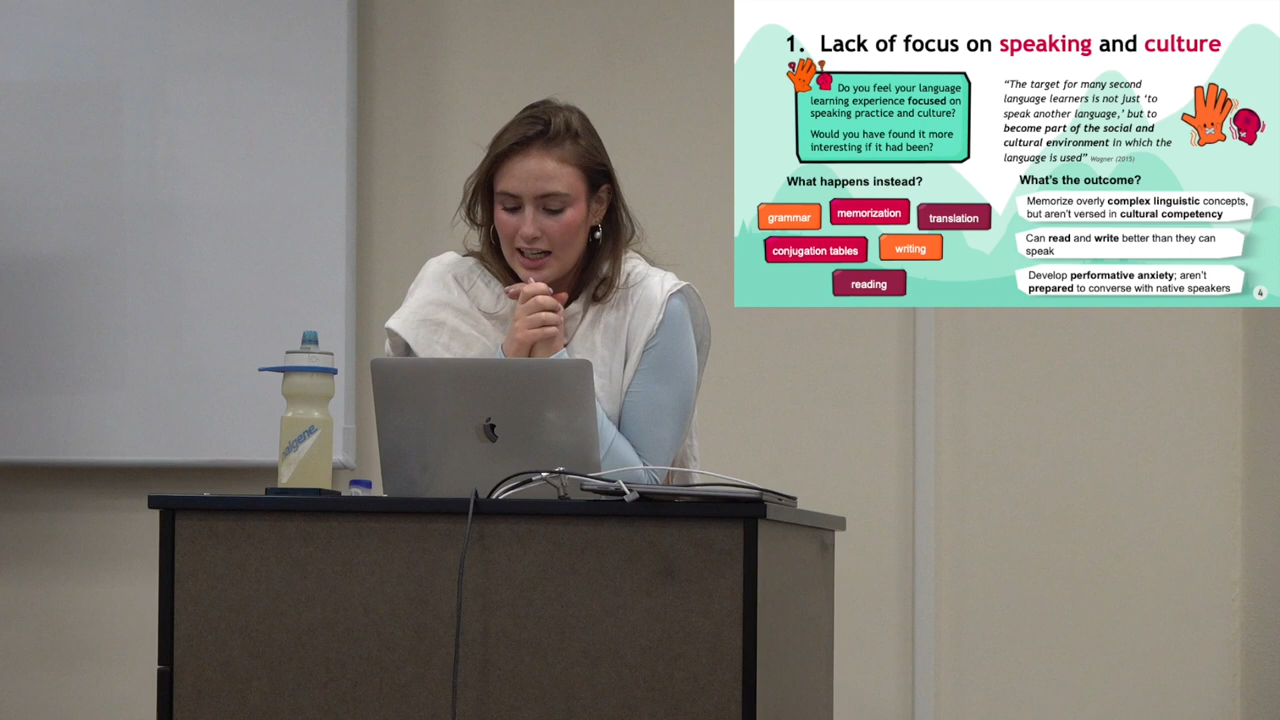 1. Lack of focus on speaking and culture
Do you feel your language
learning experience focused on
speaking practice and culture?
Would you have found it more
interesting if it had been?
“The target for many second
language learners is not just ‘to
speak another language,’ but to
become part of the social and
cultural environment in which the
language is used” Wagner (2015)
What happens instead?
grammar
memorization
translation
conjugation tables
writing
reading
What's the outcome?
Memorize overly complex linguistic concepts,
but aren't versed in cultural competency
Can read and write better than they can
speak
Develop performative anxiety; aren't
prepared to converse with native speakers
4
nalgene